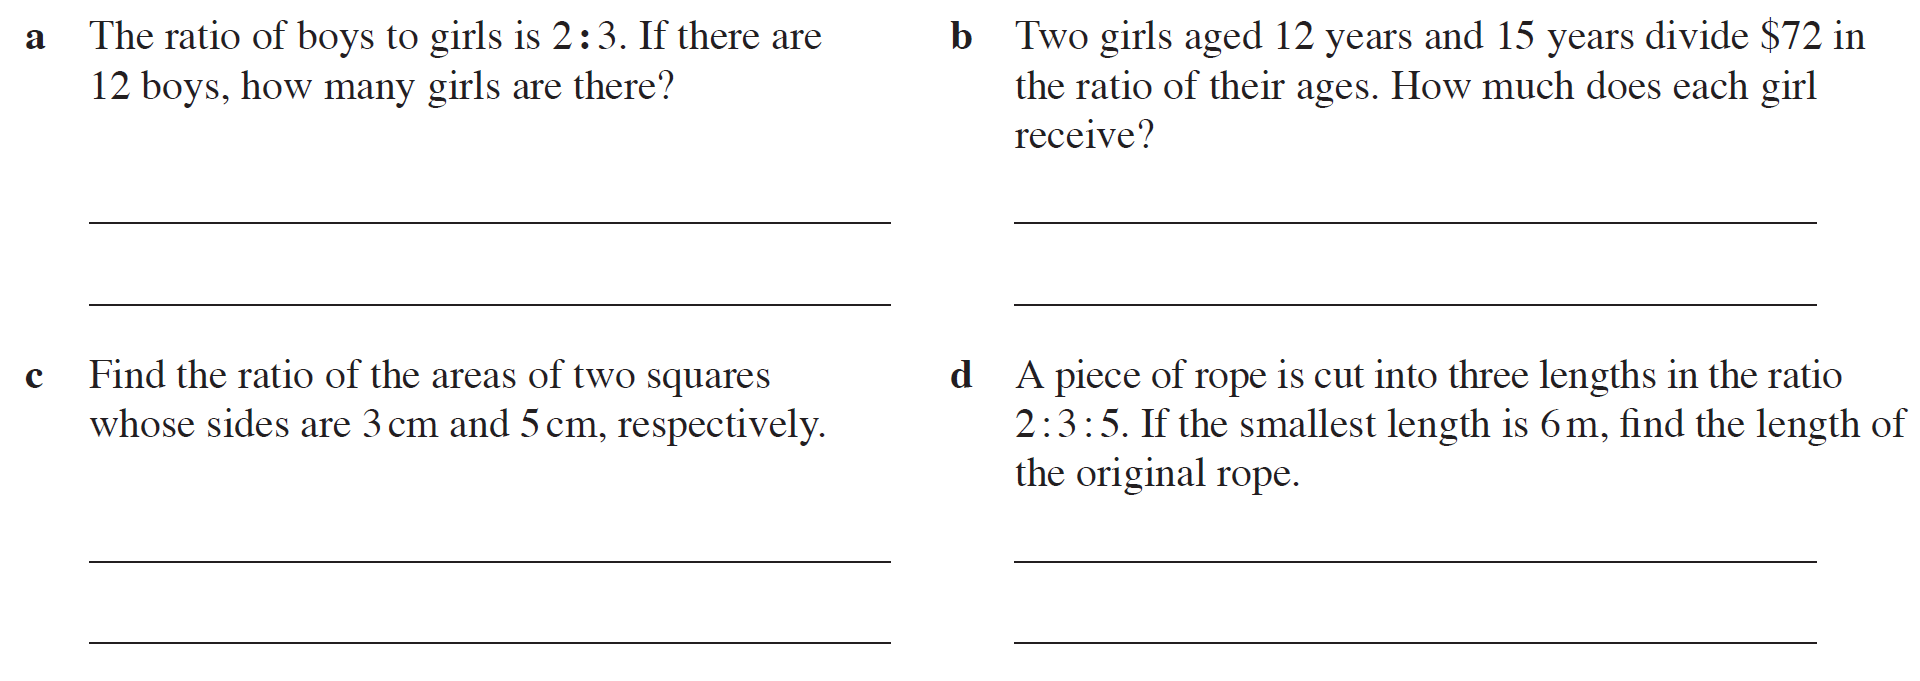 a The ratio of boys to girls is 2:3. If there are
12 boys, how many girls are there?
b Two girls aged 12 years and 15 years divide $72 in
the ratio of their ages. How much does each girl
receive?
c Find the ratio of the areas of two squares
whose sides are 3 cm and 5 cm, respectively.
d A piece of rope is cut into three lengths in the ratio
2:3:5. If the smallest length is 6 m, find the length of
the original rope.